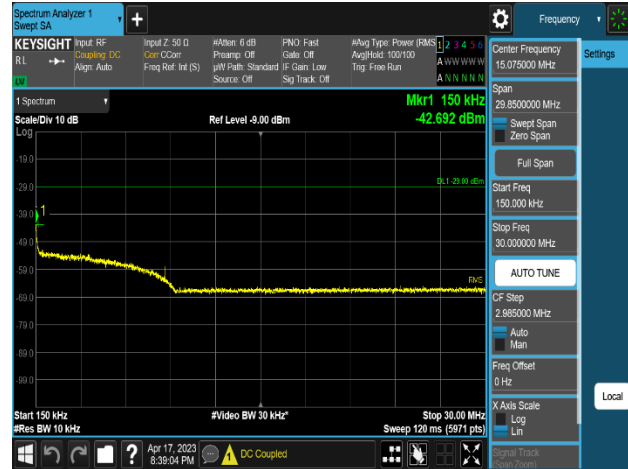 Spectrum Analyzer 1
Swept SA
Frequency
KEYSIGHT
RL
Input: RF
Coupling: DC
Align: Auto
Input Z: 50 Ω
Corr CCorr
Freq Ref: Int (S)
#Atten: 6 dB
Preamp: Off
µW Path: Standard
Source: Off
PNO: Fast
Gate: Off
IF Gain: Low
Sig Track: Off
#Avg Type: Power (RMS
Avg|Hold: 100/100
Trig: Free Run
1 2 3 4 5 6
A W W W W W
A N N N N N
LW
1 Spectrum
Scale/Div 10 dB
Log
Ref Level -9.00 dBm
Mkr1 150 kHz
-42.692 dBm
DL1 -29.00 dBm
-19.0
-29.0
-39.0
-49.0
-59.0
-69.0
-79.0
-89.0
-99.0
1
RMS
Start 150 kHz
#Res BW 10 kHz
#Video BW 30 kHz*
Stop 30.00 MHz
Sweep 120 ms (5971 pts)
Center Frequency
15.075000 MHz
Span
29.8500000 MHz
Swept Span
Zero Span
Full Span
Start Freq
150.000 kHz
Stop Freq
30.000000 MHz
AUTO TUNE
CF Step
2.985000 MHz
Auto
Man
Freq Offset
0 Hz
X Axis Scale
Log
Lin
Signal Track
(Span Zoom)
Settings
Local
?
Apr 17, 2023
8:39:04 PM
DC Coupled